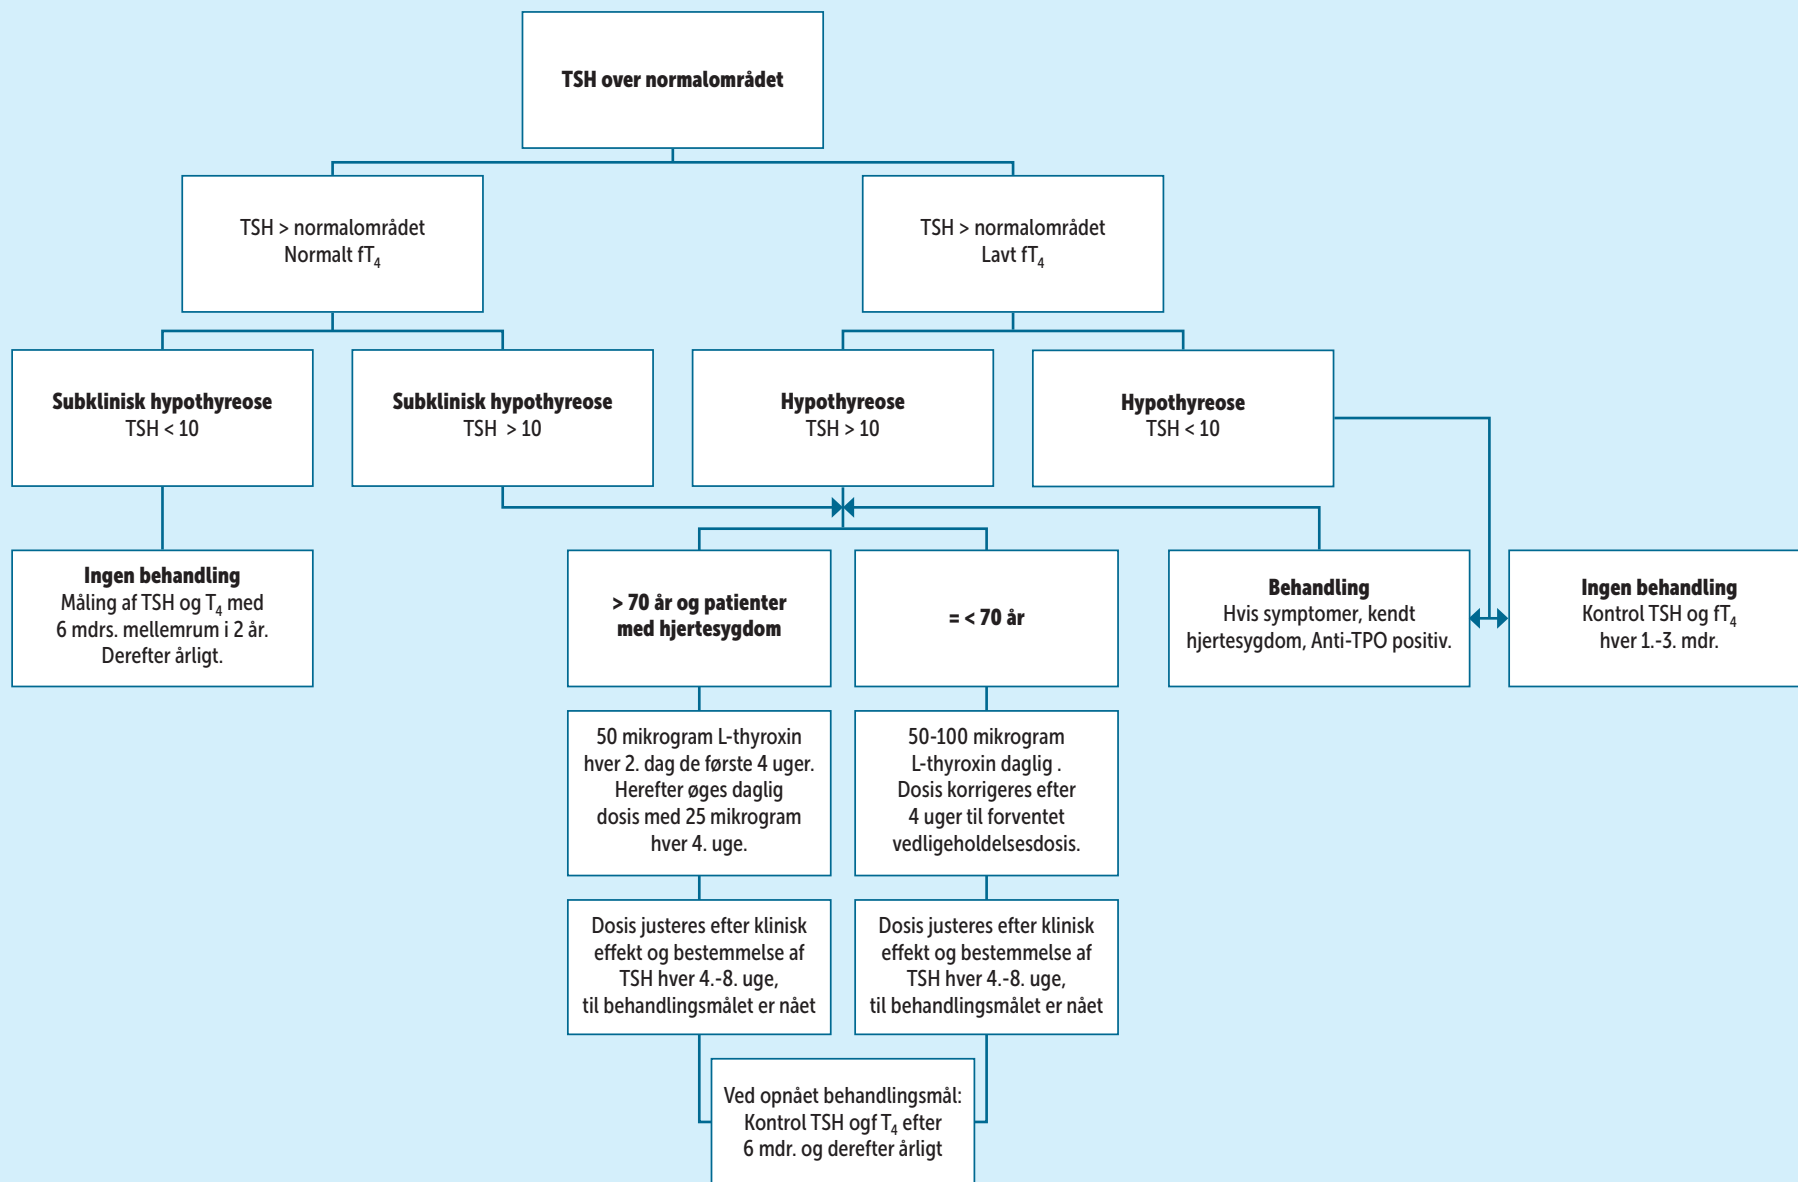 TSH over normalområdet
TSH > normalområdet
Normalt fT₄
TSH > normalområdet
Lavt fT₄
Subklinisk hypothyreose
TSH < 10
Subklinisk hypothyreose
TSH > 10
Hypothyreose
TSH > 10
Hypothyreose
TSH < 10
Ingen behandling
Måling af TSH og T₄ med
6 mdrs. mellemrum i 2 år.
Derefter årligt.
> 70 år og patienter
med hjertesygdom
= < 70 år
Behandling
Hvis symptomer, kendt
hjertesygdom, Anti-TPO positiv.
Ingen behandling
Kontrol TSH og fT₄
hver 1.-3. mdr.
50 mikrogram L-thyroxin
hver 2. dag de første 4 uger.
Herefter øges daglig
dosis med 25 mikrogram
hver 4. uge.
50-100 mikrogram
L-thyroxin daglig .
Dosis korrigeres efter
4 uger til forventet
vedligeholdelsesdosis.
Dosis justeres efter klinisk
effekt og bestemmelse af
TSH hver 4.-8. uge,
til behandlingsmålet er nået
Dosis justeres efter klinisk
effekt og bestemmelse af
TSH hver 4.-8. uge,
til behandlingsmålet er nået
Ved opnået behandlingsmål:
Kontrol TSH ogf T₄ efter
6 mdr. og derefter årligt